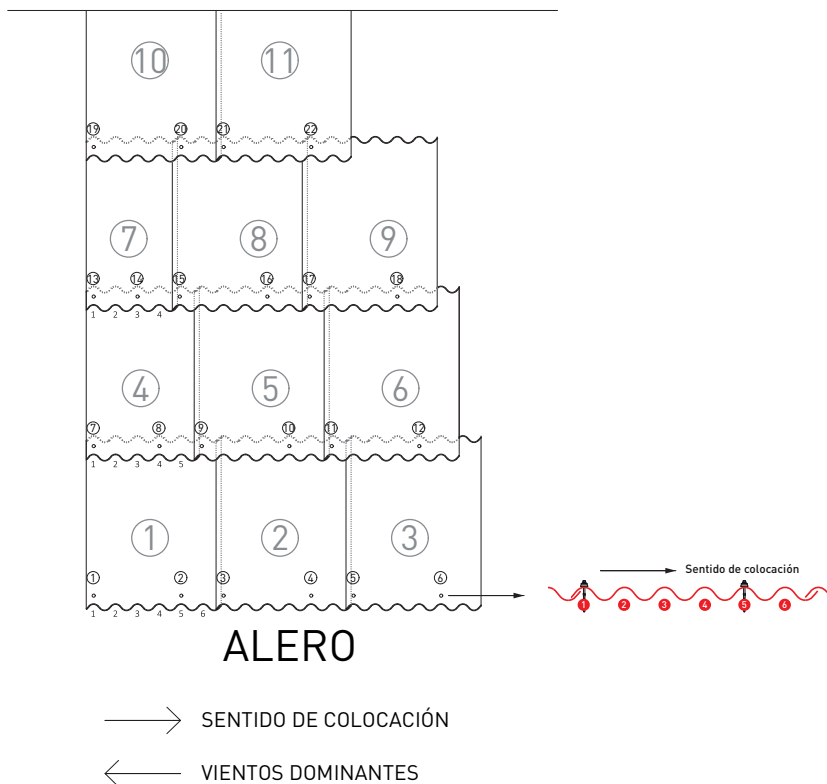 10 11
19 20 21 22
7 8 9
13 14 15 16 17 18
1 2 3 4
4 5 6
7 8 9 10 11 12
1 2 3 4 5
1 2 3
1 2 3 4 5 6
1 2 3 4 5 6
Sentido de colocación
1 2 3 4 5 6
ALERO
SENTIDO DE COLOCACIÓN
VIENTOS DOMINANTES